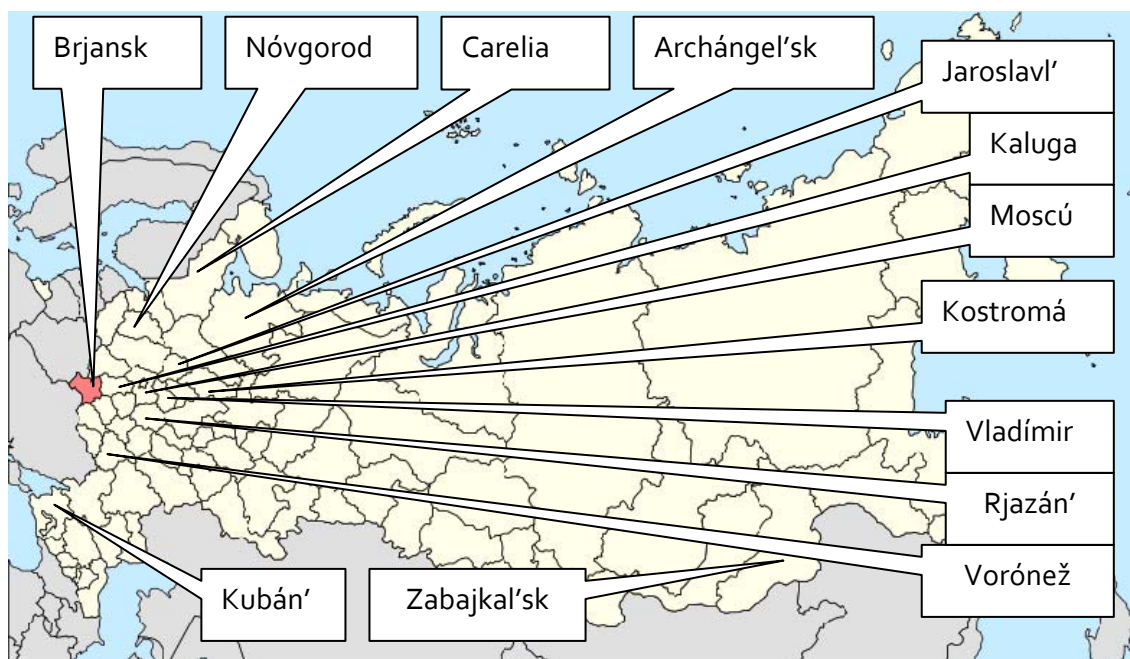 Brjansk
Nóvgorod
Carelia
Archángel'sk
Jaroslavl'
Kaluga
Moscú
Kostromá
Vladímir
Rjazán'
Vorónež
Kubán'
Zabajkal'sk